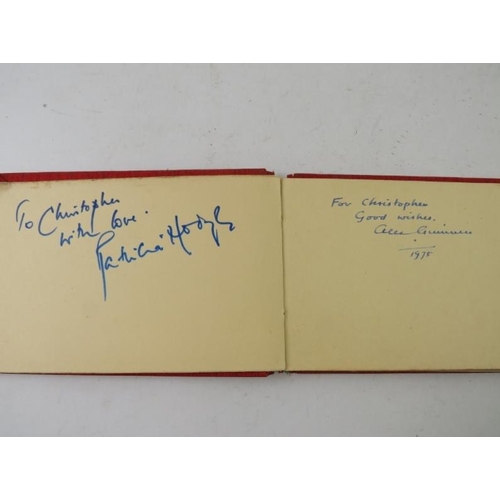 To Christopher
with love.
Patricia Hodge
For Christopher
Good wishes.
Alec Guinness
1975